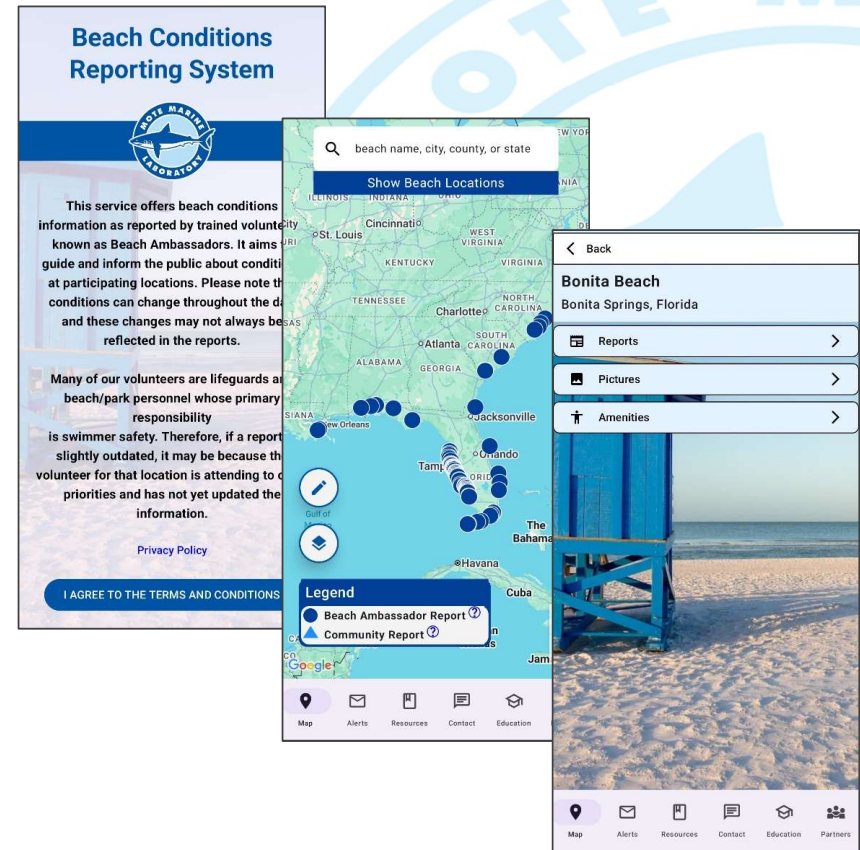 MOTE M
Beach Conditions
Reporting System
MOTE MARINE
LABORATORY
This service offers beach conditions
information as reported by trained
known as Beach Ambassadors. It aims
guide and inform the public about
at participating locations. Please note
conditions can change throughout the
and these changes may not always be
reflected in the reports.
Many of our volunteers are lifeguards
beach/park personnel whose primary
responsibility
is swimmer safety. Therefore, if a report
slightly outdated, it may be because
volunteer for that location is attending to
priorities and has not yet updated the
information.
Privacy Policy
I AGREE TO THE TERMS AND CONDITIONS
beach name, city, county, or state
Show Beach Locations
ILLINOIS INDIANA OHIO
Cincinnati
St. Louis
WEST
VIRGINIA
KENTUCKY
VIRGINIA
TENNESSEE
NORTH
CAROLINA
Charlotte
SOUTH
CAROLINA
Atlanta
ALABAMA
GEORGIA
Jacksonville
New Orleans
Orlando
Gulf of
The
Bahama
Havana
Cuba
Legend
Beach Ambassador Report ?
Community Report ?
Jam
Google
Map
Alerts
Resources
Contact
Education
Back
Bonita Beach
Bonita Springs, Florida
Reports
Pictures
Amenities
Map
Alerts
Resources
Contact
Education
Partners